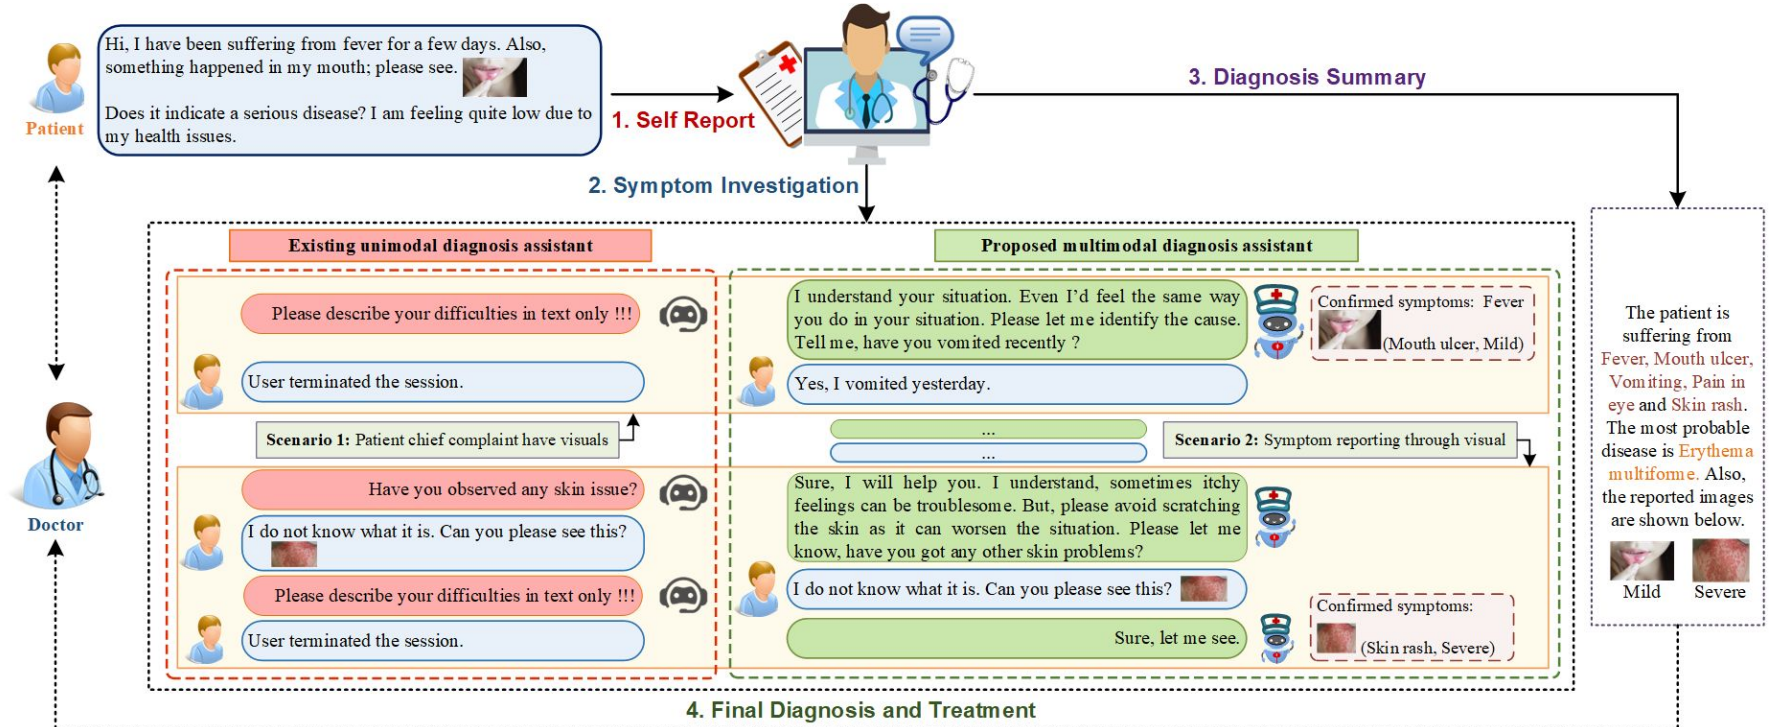 Hi, I have been suffering from fever for a few days. Also,
something happened in my mouth; please see.
Does it indicate a serious disease? I am feeling quite low due to
my health issues.
Patient
1. Self Report
3. Diagnosis Summary
2. Symptom Investigation
Existing unimodal diagnosis assistant
Please describe your difficulties in text only !!!
User terminated the session.
Scenario 1: Patient chief complaint have visuals
Have you observed any skin issue?
I do not know what it is. Can you please see this?
Please describe your difficulties in text only !!!
User terminated the session.
Proposed multimodal diagnosis assistant
I understand your situation. Even I'd feel the same way
you do in your situation. Please let me identify the cause.
Tell me, have you vomited recently ?
Confirmed symptoms: Fever
(Mouth ulcer, Mild)
Yes, I vomited yesterday.
...
...
Scenario 2: Symptom reporting through visual
Sure, I will help you. I understand, sometimes itchy
feelings can be troublesome. But, please avoid scratching
the skin as it can worsen the situation. Please let me
know, have you got any other skin problems?
I do not know what it is. Can you please see this?
Sure, let me see.
Confirmed symptoms:
(Skin rash, Severe)
The patient is
suffering from
Fever, Mouth ulcer,
Vomiting, Pain in
eye and Skin rash.
The most probable
disease is Erythema
multiforme. Also,
the reported images
are shown below.
Mild
Severe
Doctor
4. Final Diagnosis and Treatment